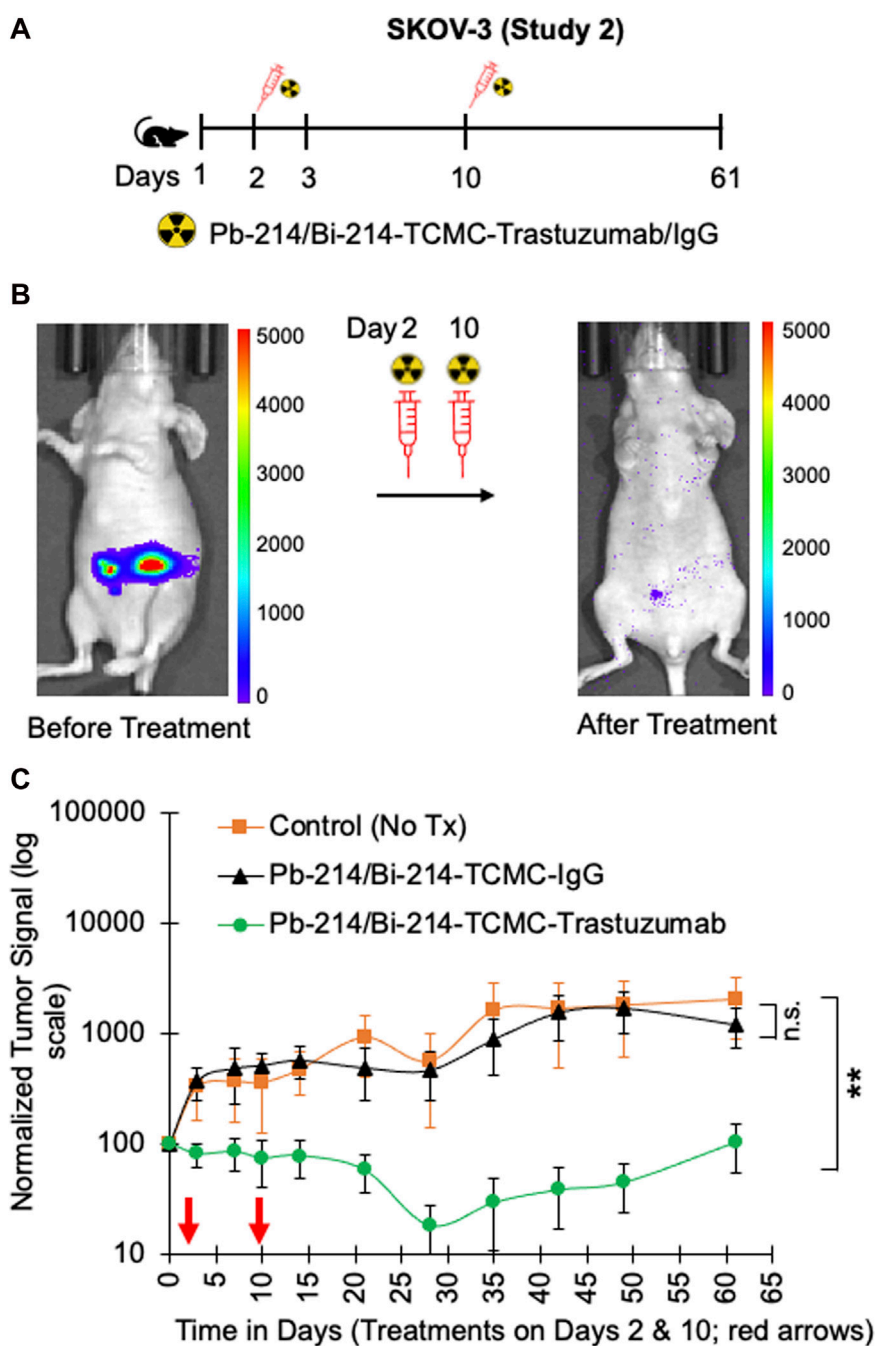 A
SKOV-3 (Study 2)
Days 1 2 3 10 61
Pb-214/Bi-214-TCMC-Trastuzumab/IgG
B
Day 2 10
5000
4000
3000
2000
1000
0
5000
4000
3000
2000
1000
0
Before Treatment
After Treatment
C
Normalized Tumor Signal (log
scale)
100000
10000
1000
100
10
Control (No Tx)
Pb-214/Bi-214-TCMC-IgG
Pb-214/Bi-214-TCMC-Trastuzumab
n.s.
**
0 5 10 15 20 25 30 35 40 45 50 55 60 65
Time in Days (Treatments on Days 2 & 10; red arrows)